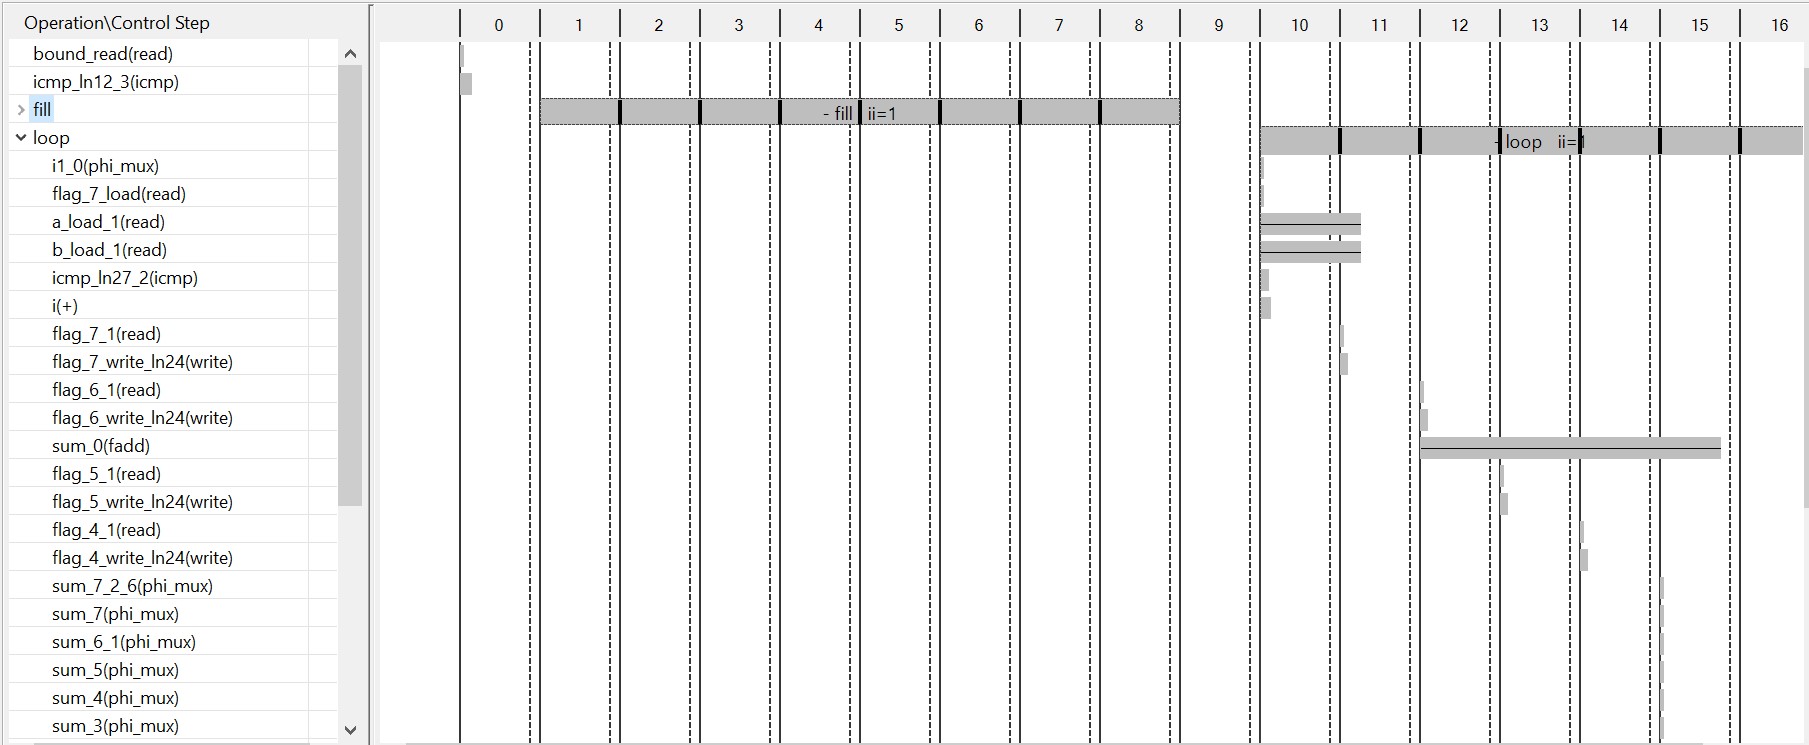 Operation\Control Step 0 1 2 3 4 5 6 7 8 9 10 11 12 13 14 15 16
bound_read(read)
icmp_ln12_3(icmp)
fill - fill ii=1
loop - loop ii=1
i1_0(phi_mux)
flag_7_load(read)
a_load_1(read)
b_load_1(read)
icmp_ln27_2(icmp)
i(+)
flag_7_1(read)
flag_7_write_ln24(write)
flag_6_1(read)
flag_6_write_ln24(write)
sum_0(fadd)
flag_5_1(read)
flag_5_write_ln24(write)
flag_4_1(read)
flag_4_write_ln24(write)
sum_7_2_6(phi_mux)
sum_7(phi_mux)
sum_6_1(phi_mux)
sum_5(phi_mux)
sum_4(phi_mux)
sum_3(phi_mux)